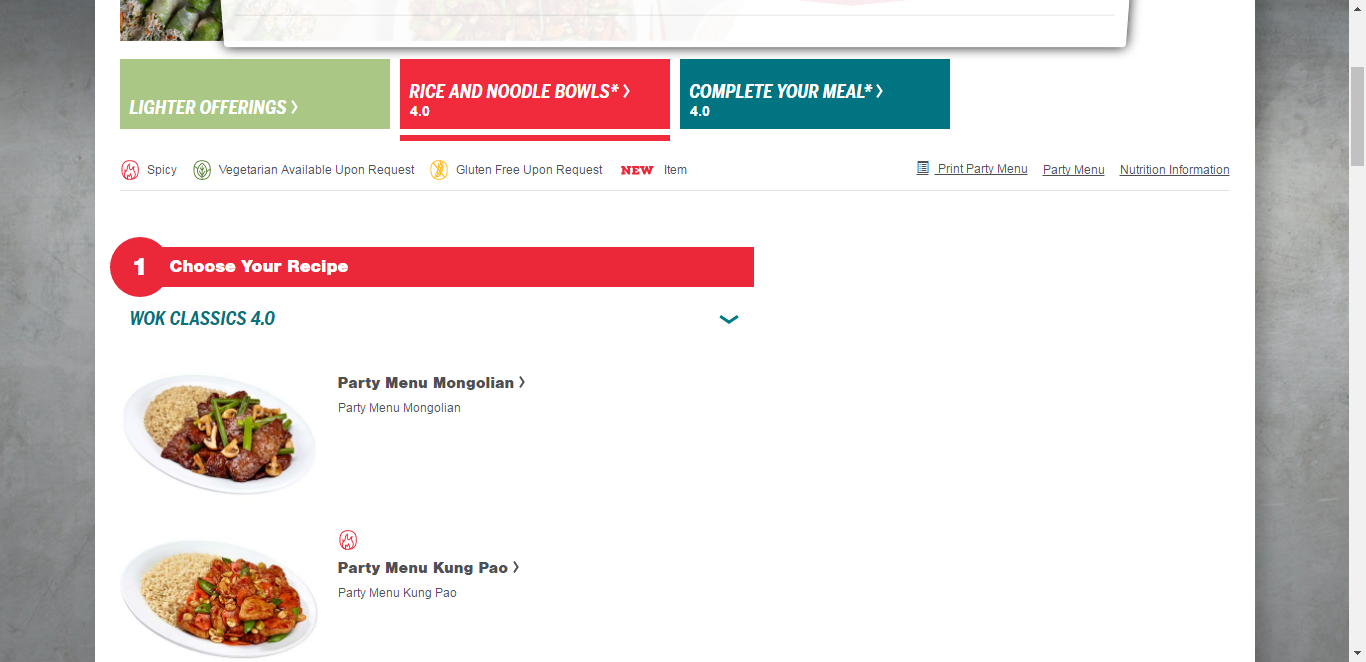 LIGHTER OFFERINGS >
RICE AND NOODLE BOWLS* >
4.0
COMPLETE YOUR MEAL* >
4.0
Spicy Vegetarian Available Upon Request Gluten Free Upon Request NEW Item
Print Party Menu Party Menu Nutrition Information
1 Choose Your Recipe
WOK CLASSICS 4.0
Party Menu Mongolian >
Party Menu Mongolian
Party Menu Kung Pao >
Party Menu Kung Pao